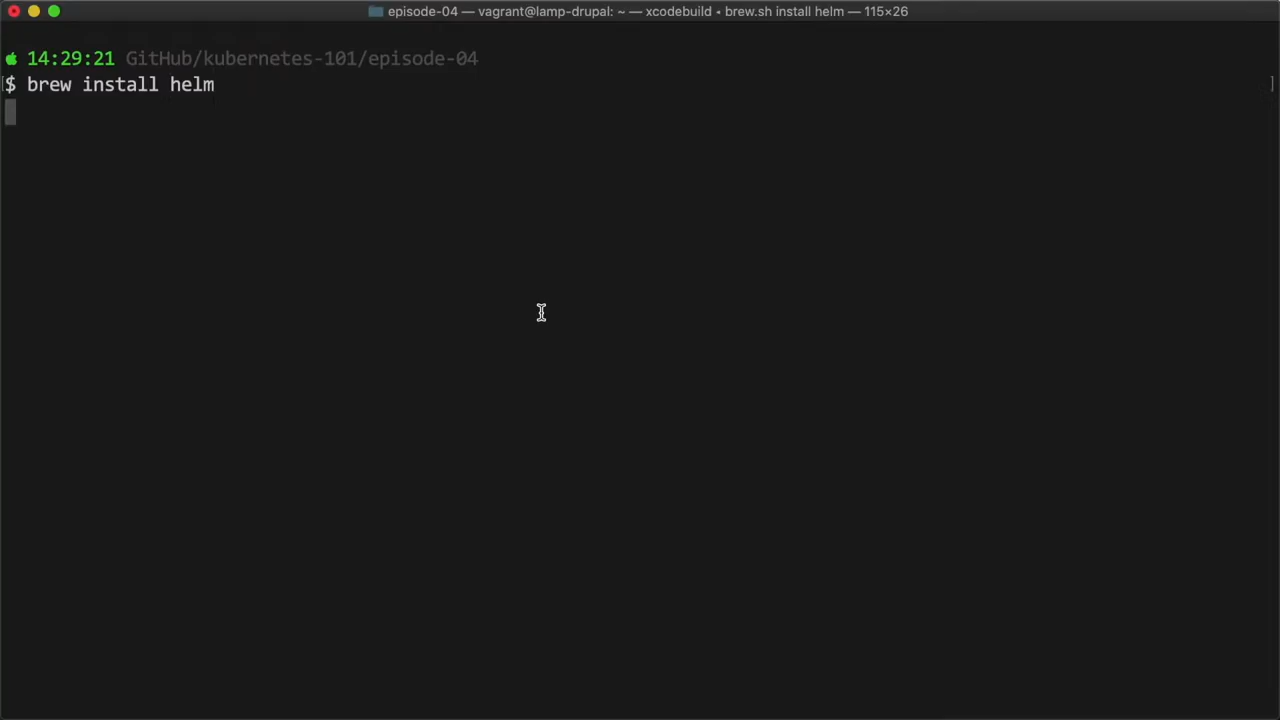 episode-04 — vagrant@lamp-drupal: ~ — xcodebuild • brew.sh install helm — 115×26
14:29:21 GitHub/kubernetes-101/episode-04
[$ brew install helm ]